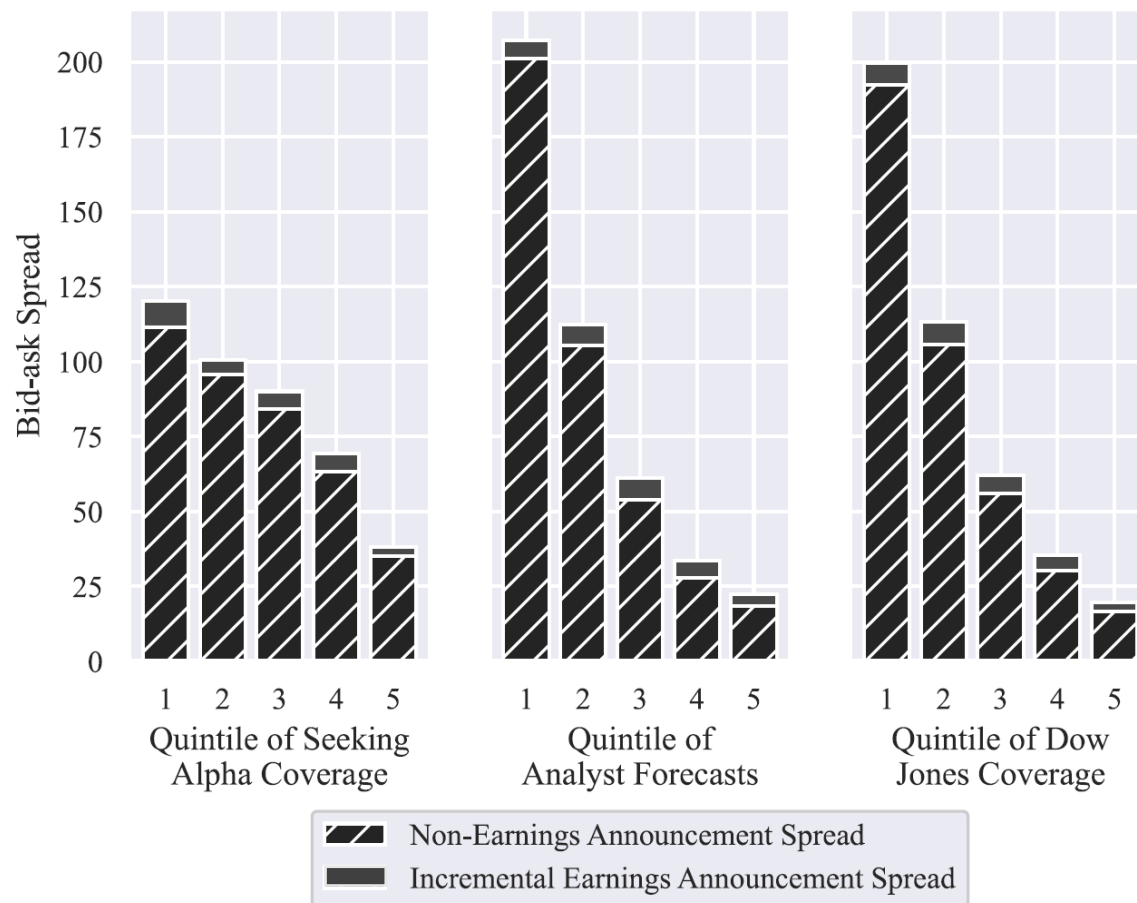 Bid-ask Spread
200
175
150
125
100
75
50
25
0
1 2 3 4 5
Quintile of Seeking
Alpha Coverage
1 2 3 4 5
Quintile of
Analyst Forecasts
1 2 3 4 5
Quintile of Dow
Jones Coverage
Non-Earnings Announcement Spread
Incremental Earnings Announcement Spread